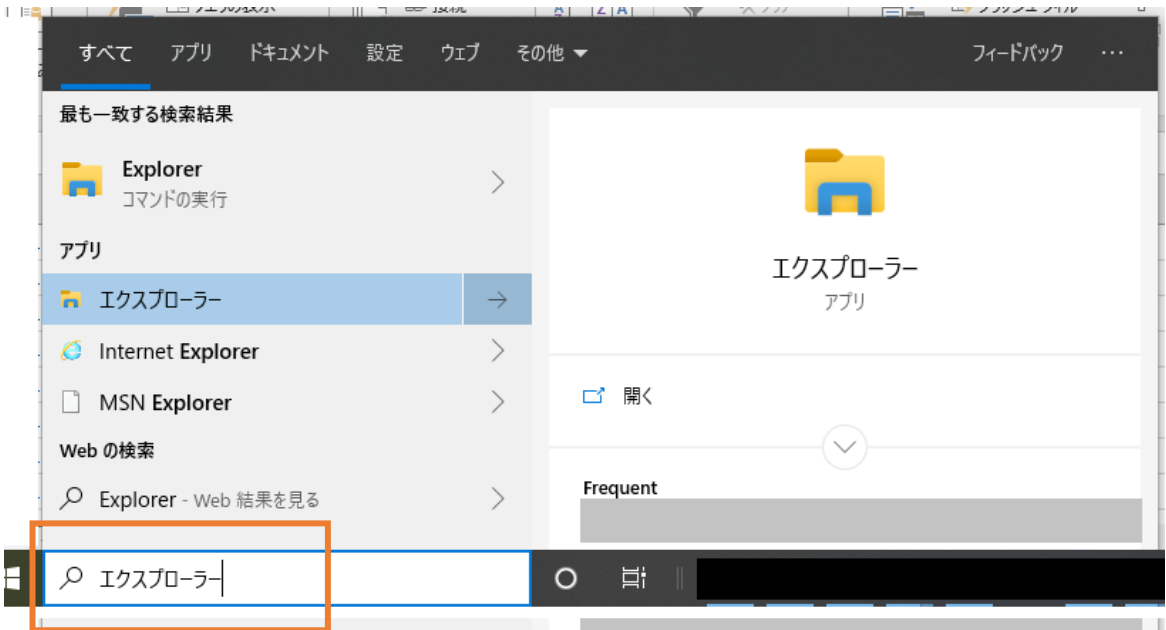 すべて アプリ ドキュメント 設定 ウェブ その他 フィードバック ...
最も一致する検索結果
Explorer
コマンドの実行
アプリ
エクスプローラー
Internet Explorer
MSN Explorer
Web の検索
Explorer - Web 結果を見る
エクスプローラー
エクスプローラー
アプリ
開く
Frequent